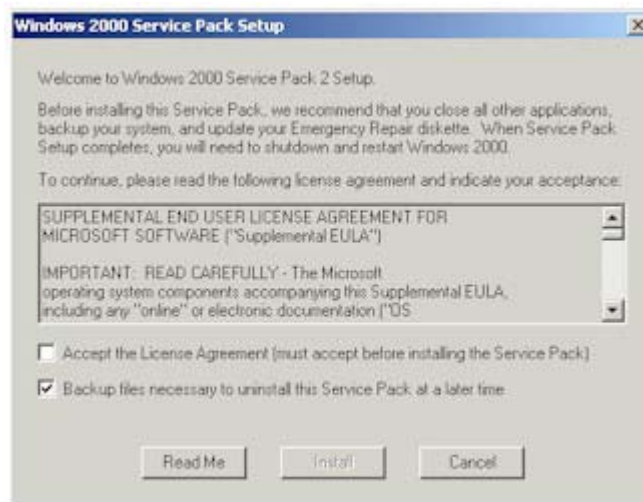 Windows 2000 Service Pack Setup
Welcome to Windows 2000 Service Pack 2 Setup.
Before installing this Service Pack, we recommend that you close all other applications,
backup your system, and update your Emergency Repair diskette. When Service Pack
Setup completes, you will need to shutdown and restart Windows 2000.
To continue, please read the following license agreement and indicate your acceptance:
SUPPLEMENTAL END USER LICENSE AGREEMENT FOR
MICROSOFT SOFTWARE ("Supplemental EULA")
IMPORTANT: READ CAREFULLY - The Microsoft
operating system components accompanying this Supplemental EULA,
including any "online" or electronic documentation ("OS
Accept the License Agreement (must accept before installing the Service Pack)
Backup files necessary to uninstall this Service Pack at a later time
Read Me Install Cancel